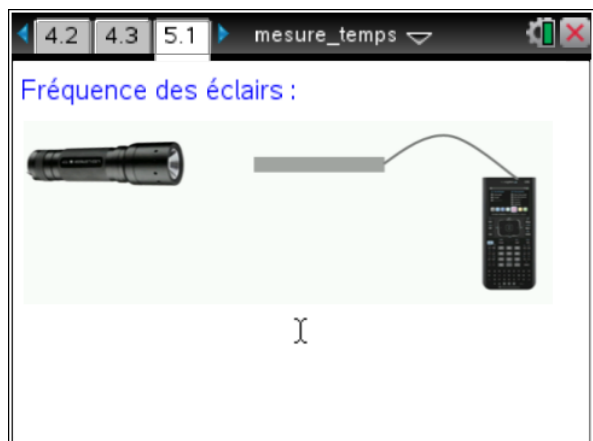 4.2 4.3 5.1 mesure_temps
Fréquence des éclairs :